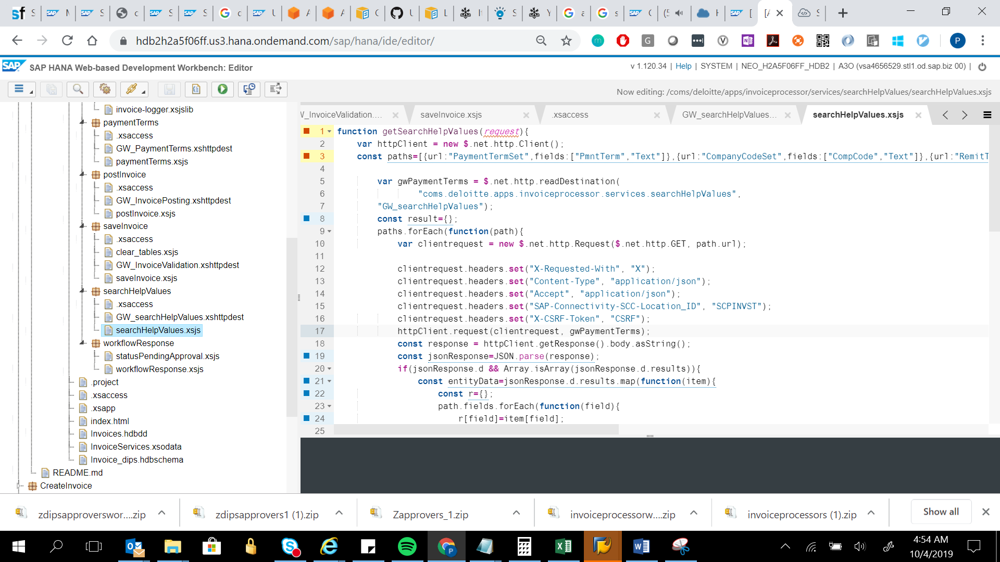 hdb2h2a5f06ff.us3.hana.ondemand.com/sap/hana/ide/editor/
SAP SAP HANA Web-based Development Workbench: Editor
v 1.120.34 | Help | SYSTEM | NEO_H2A5F06FF_HDB2 | A3O (vsa4656529.stl1.od.sap.biz 00) |
Now editing: /coms/deloitte/apps/invoiceprocessor/services/searchHelpValues/searchHelpValues.xsjs
invoice-logger.xsjslib
paymentTerms
.xsaccess
GW_PaymentTerms.xshttpdest
paymentTerms.xsjs
postInvoice
.xsaccess
GW_InvoicePosting.xshttpdest
postInvoice.xsjs
saveInvoice
.xsaccess
clear_tables.xsjs
GW_InvoiceValidation.xshttpdest
saveInvoice.xsjs
searchHelpValues
.xsaccess
GW_searchHelpValues.xshttpdest
searchHelpValues.xsjs
workflowResponse
statusPendingApproval.xsjs
workflowResponse.xsjs
.project
.xsaccess
.xsapp
index.html
Invoices.hdbdd
InvoiceServices.xsodata
Invoice_dips.hdbschema
README.md
CreateInvoice
W_InvoiceValidation.... saveInvoice.xsjs .xsaccess GW_searchHelpValues... searchHelpValues.xsjs
1 function getSearchHelpValues(request){
2 var httpClient = new $.net.http.Client();
3 const paths=[{url:"PaymentTermSet",fields:["PmntTerm","Text"]},{url:"CompanyCodeSet",fields:["CompCode","Text"]},{url:"RemitT
4
5 var gwPaymentTerms = $.net.http.readDestination(
6 "coms.deloitte.apps.invoiceprocessor.services.searchHelpValues",
7 "GW_searchHelpValues");
8 const result={};
9 paths.forEach(function(path){
10 var clientrequest = new $.net.http.Request($.net.http.GET, path.url);
11
12 clientrequest.headers.set("X-Requested-With", "X");
13 clientrequest.headers.set("Content-Type", "application/json");
14 clientrequest.headers.set("Accept", "application/json");
15 clientrequest.headers.set("SAP-Connectivity-SCC-Location_ID", "SCPINVST");
16 clientrequest.headers.set("X-CSRF-Token", "CSRF");
17 httpClient.request(clientrequest, gwPaymentTerms);
18 const response = httpClient.getResponse().body.asString();
19 const jsonResponse=JSON.parse(response);
20 if(jsonResponse.d && Array.isArray(jsonResponse.d.results)){
21 const entityData=jsonResponse.d.results.map(function(item){
22 const r={};
23 path.fields.forEach(function(field){
24 r[field]=item[field];
25
zdipsapproverswor....zip zdipsapprovers1 (1).zip Zapprovers_1.zip invoiceprocessorw....zip invoiceprocessors (1).zip Show all
4:54 AM
10/4/2019